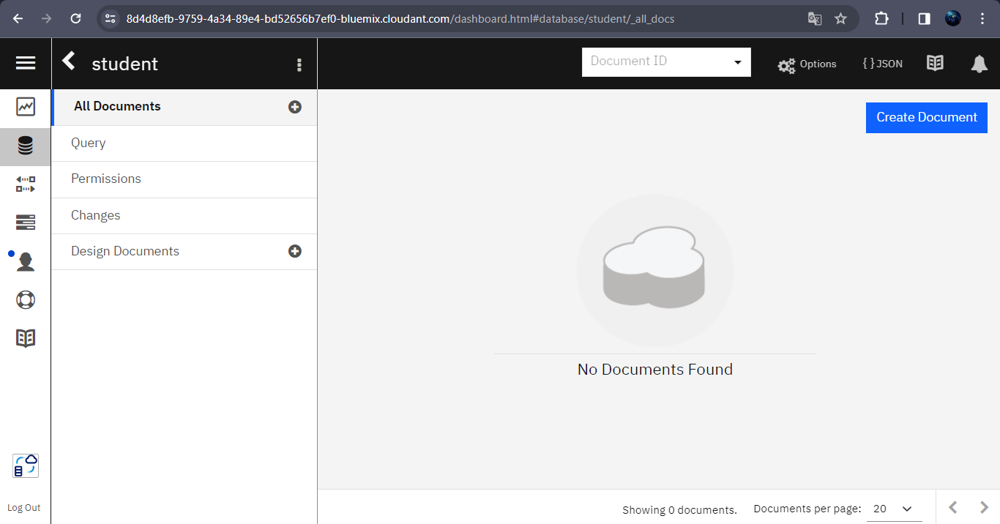 8d4d8efb-9759-4a34-89e4-bd52656b7ef0-bluemix.cloudant.com/dashboard.html#database/student/_all_docs
student
Document ID
Options
{ } JSON
All Documents
Query
Permissions
Changes
Design Documents
Create Document
No Documents Found
Log Out
Showing 0 documents.
Documents per page: 20